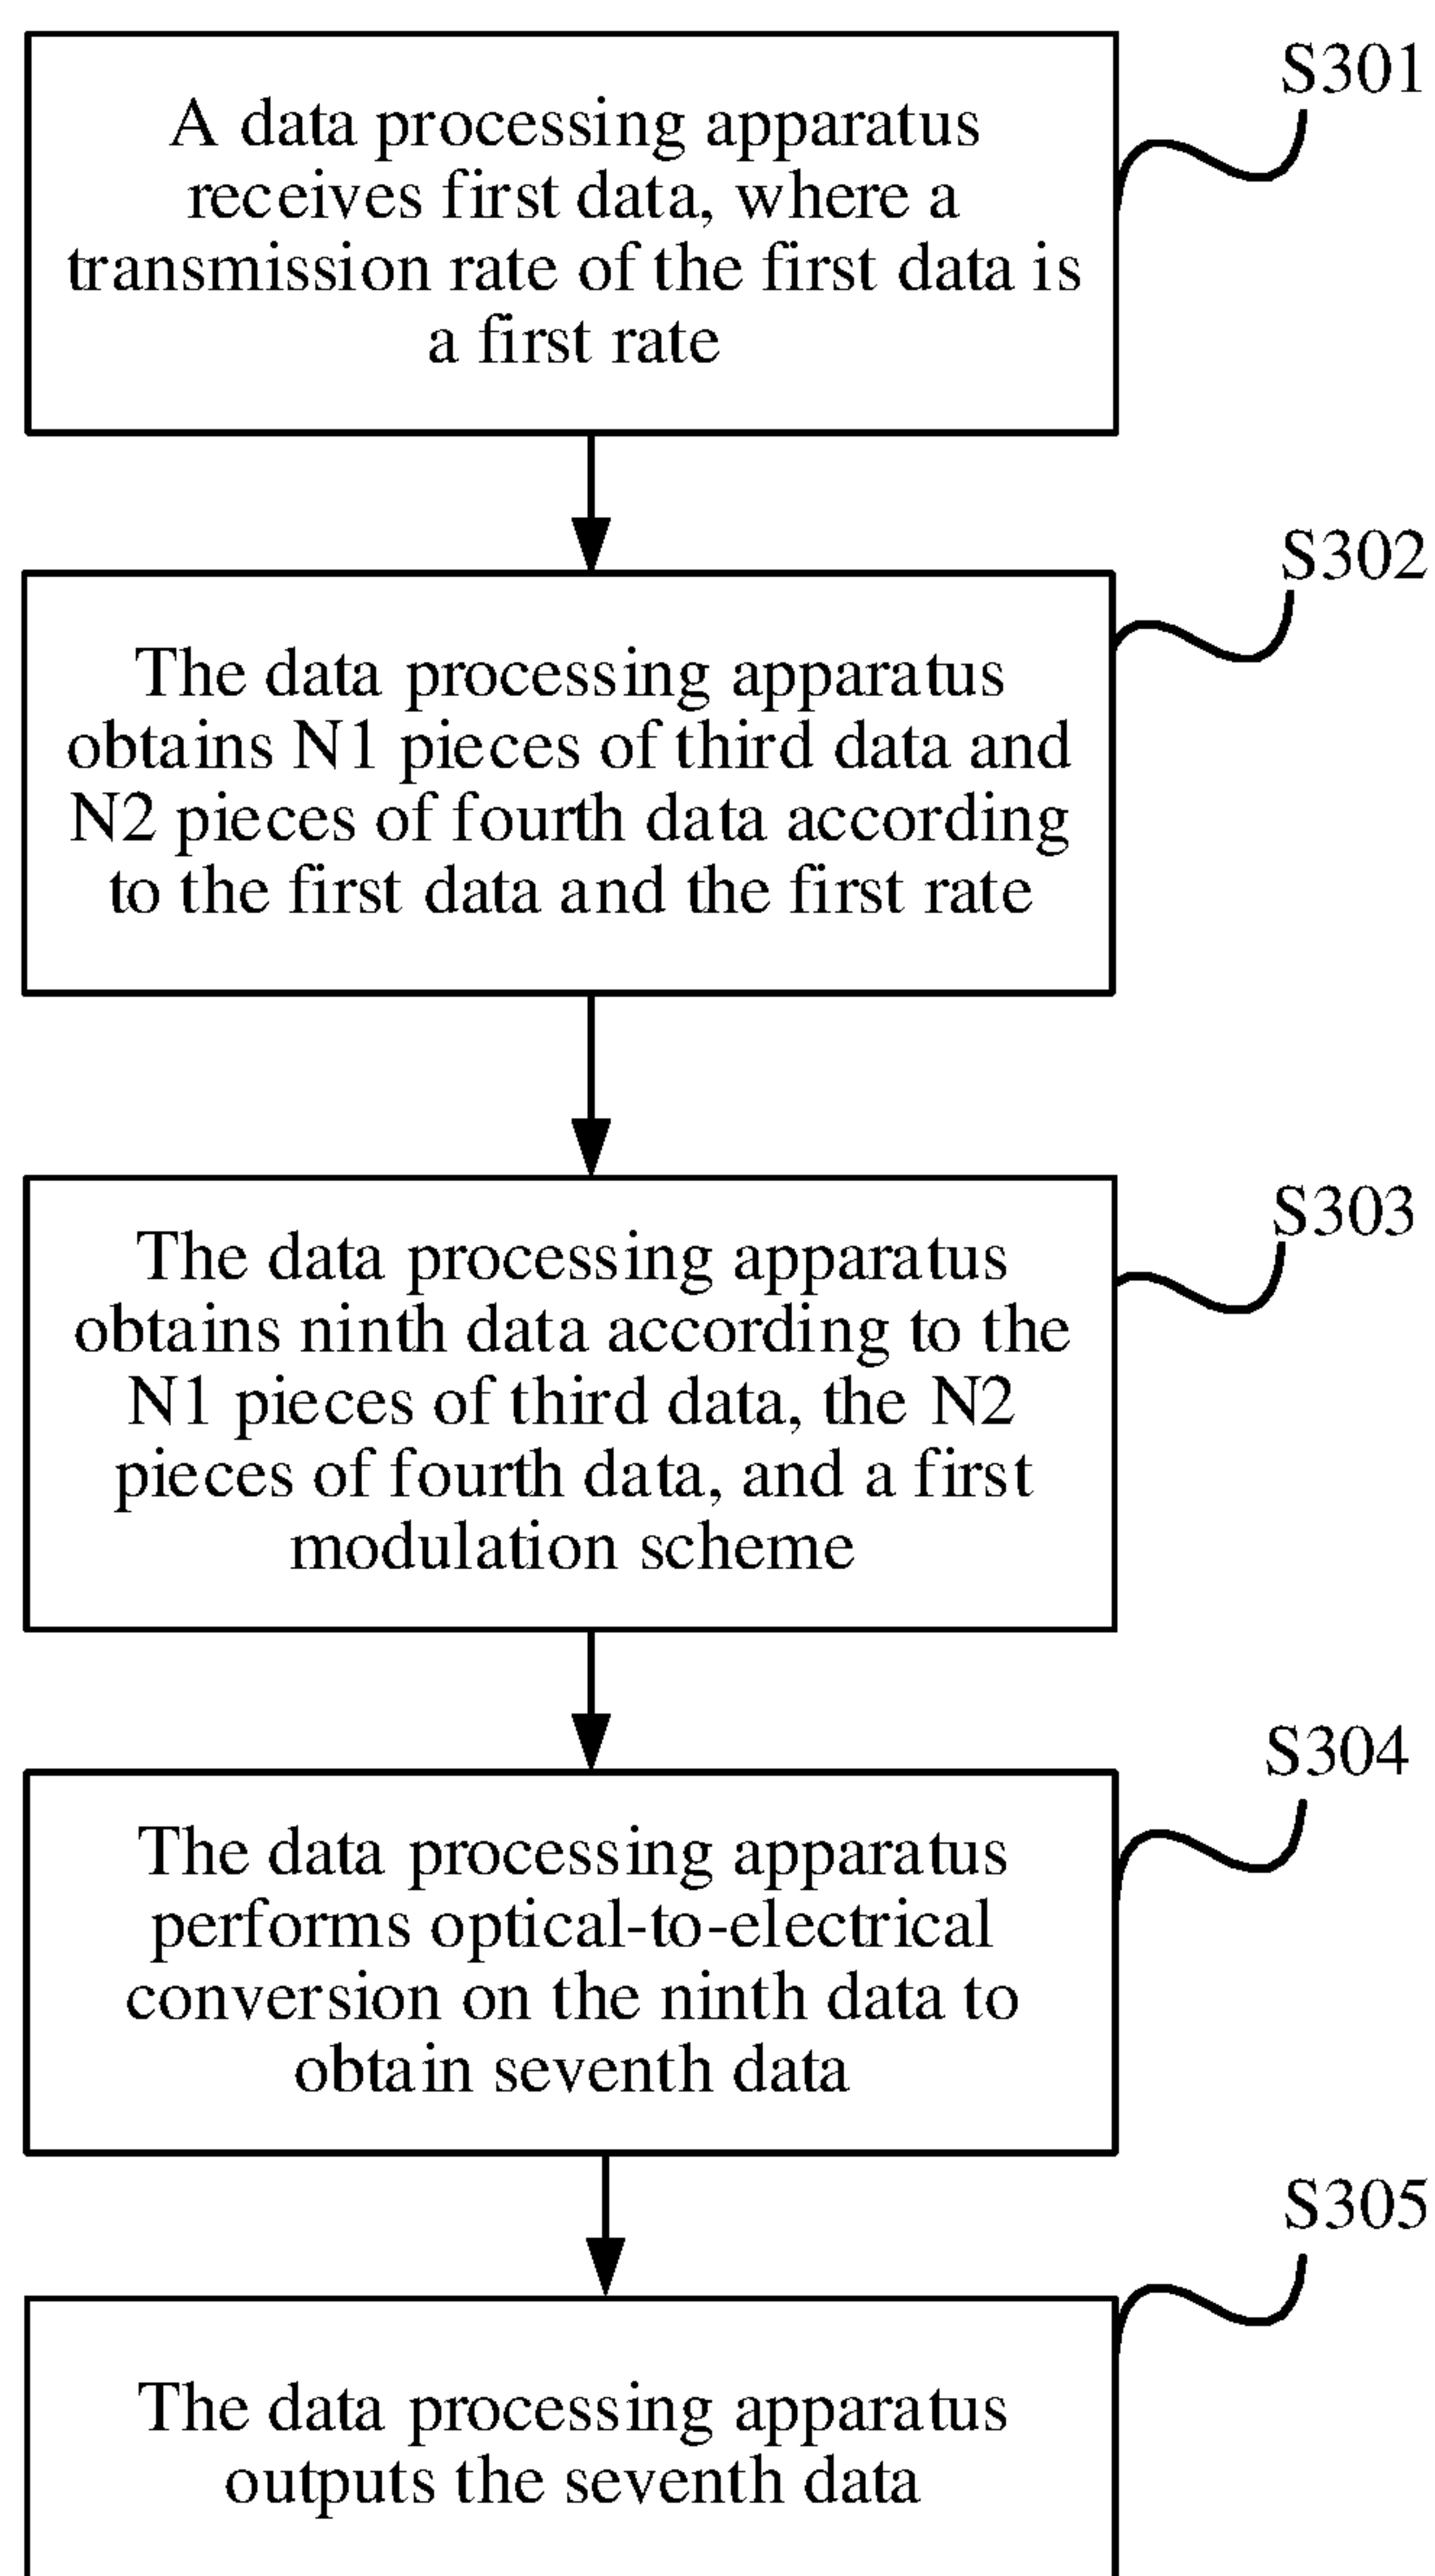 S301
A data processing apparatus
receives first data, where a
transmission rate of the first data is
a first rate
S302
The data processing apparatus
obtains N1 pieces of third data and
N2 pieces of fourth data according
to the first data and the first rate
S303
The data processing apparatus
obtains ninth data according to the
N1 pieces of third data, the N2
pieces of fourth data, and a first
modulation scheme
S304
The data processing apparatus
performs optical-to-electrical
conversion on the ninth data to
obtain seventh data
S305
The data processing apparatus
outputs the seventh data